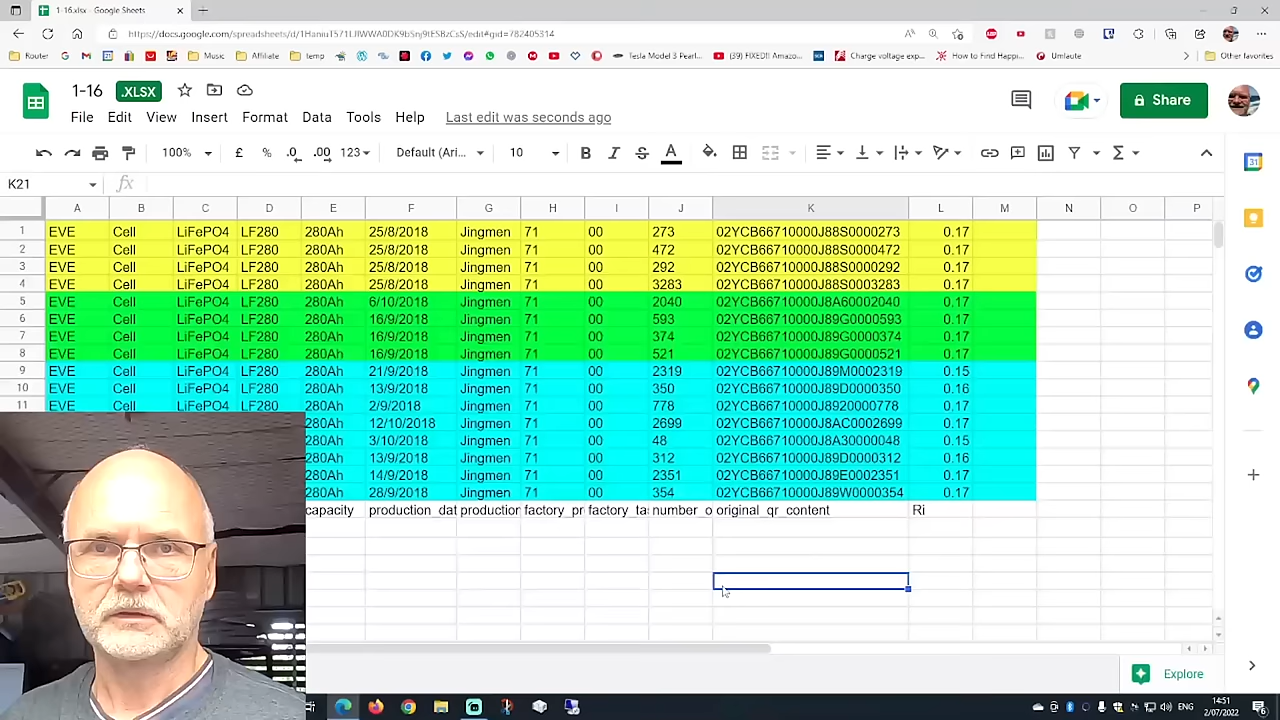 1-16.xlsx - Google Sheets
https://docs.google.com/spreadsheets/d/
Router
Affiliate
temp
Tesla Model 3 Pearl...
(39) FIXED!! Amazo...
Charge voltage exp...
How to Find Happi...
Umlaute
Other favorites
1-16 .XLSX
File Edit View Insert Format Data Tools Help Last edit was seconds ago
Share
100% £ % .0 .00 123 Default (Ari... 10 B I S A
K21 fx
A B C D E F G H I J K L M N O P
1 EVE Cell LiFePO4 LF280 280Ah 25/8/2018 Jingmen 71 00 273 02YCB66710000J88S0000273 0.17
2 EVE Cell LiFePO4 LF280 280Ah 25/8/2018 Jingmen 71 00 472 02YCB66710000J88S0000472 0.17
3 EVE Cell LiFePO4 LF280 280Ah 25/8/2018 Jingmen 71 00 292 02YCB66710000J88S0000292 0.17
4 EVE Cell LiFePO4 LF280 280Ah 25/8/2018 Jingmen 71 00 3283 02YCB66710000J88S0003283 0.17
5 EVE Cell LiFePO4 LF280 280Ah 6/10/2018 Jingmen 71 00 2040 02YCB66710000J8A60002040 0.17
6 EVE Cell LiFePO4 LF280 280Ah 16/9/2018 Jingmen 71 00 593 02YCB66710000J89G0000593 0.17
7 EVE Cell LiFePO4 LF280 280Ah 16/9/2018 Jingmen 71 00 374 02YCB66710000J89G0000374 0.17
8 EVE Cell LiFePO4 LF280 280Ah 16/9/2018 Jingmen 71 00 521 02YCB66710000J89G0000521 0.17
9 EVE Cell LiFePO4 LF280 280Ah 21/9/2018 Jingmen 71 00 2319 02YCB66710000J89M0002319 0.15
10 EVE Cell LiFePO4 LF280 280Ah 13/9/2018 Jingmen 71 00 350 02YCB66710000J89D0000350 0.16
11 EVE Cell LiFePO4 LF280 280Ah 2/9/2018 Jingmen 71 00 778 02YCB66710000J8920000778 0.17
280Ah 12/10/2018 Jingmen 71 00 2699 02YCB66710000J8AC0002699 0.17
280Ah 3/10/2018 Jingmen 71 00 48 02YCB66710000J8A30000048 0.15
280Ah 13/9/2018 Jingmen 71 00 312 02YCB66710000J89D0000312 0.16
280Ah 14/9/2018 Jingmen 71 00 2351 02YCB66710000J89E0002351 0.17
280Ah 28/9/2018 Jingmen 71 00 354 02YCB66710000J89W0000354 0.17
capacity production_dat production factory_pr factory_ta number_o original_qr_content Ri
Explore
ENG
14:51
2/07/2022